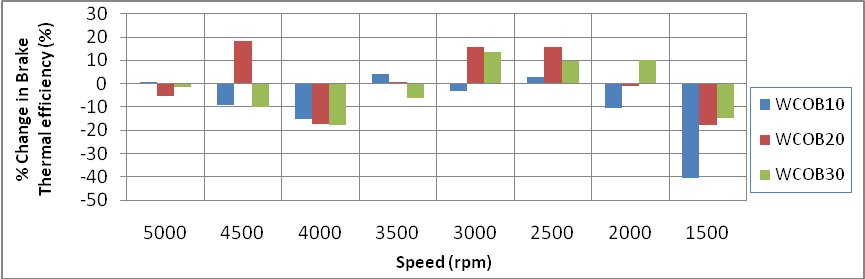 % Change in Brake
Thermal efficiency (%)
30
20
10
0
-10
-20
-30
-40
-50
5000 4500 4000 3500 3000 2500 2000 1500
Speed (rpm)
WCOB10
WCOB20
WCOB30